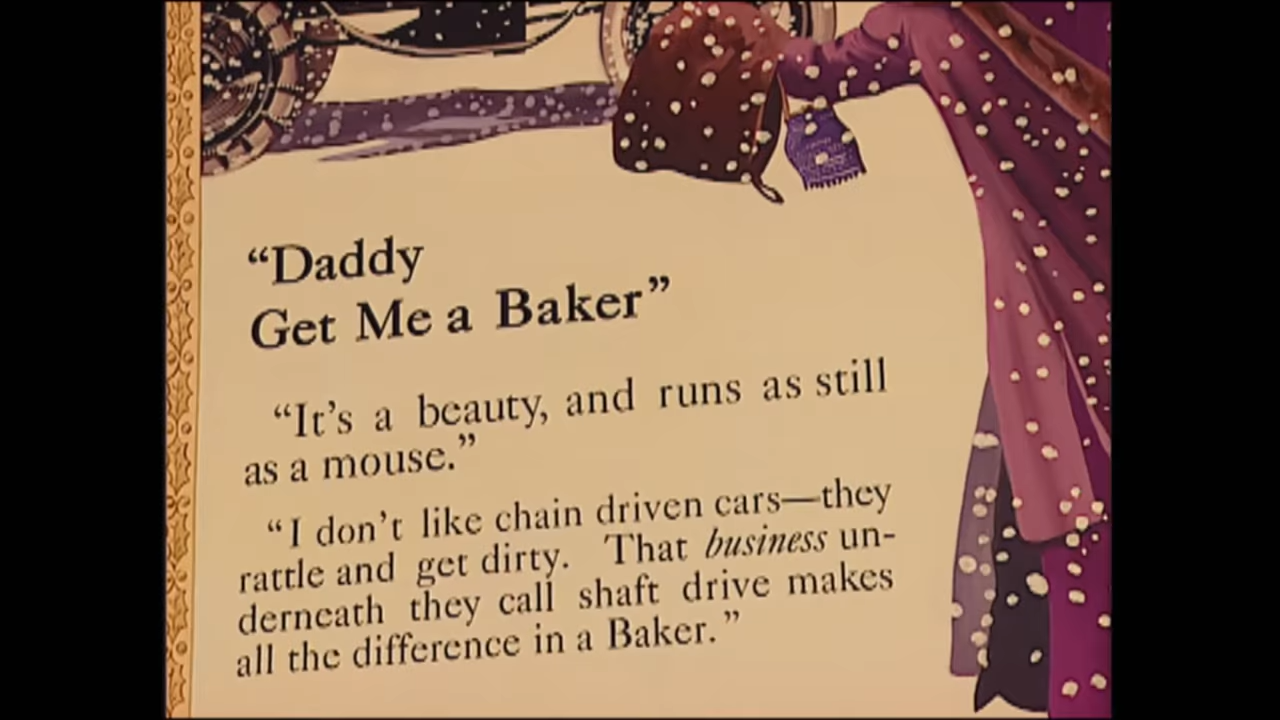 “Daddy
Get Me a Baker”
“It’s a beauty, and runs as still
as a mouse.”
“I don’t like chain driven cars—they
rattle and get dirty. That business un-
derneath they call shaft drive makes
all the difference in a Baker.”